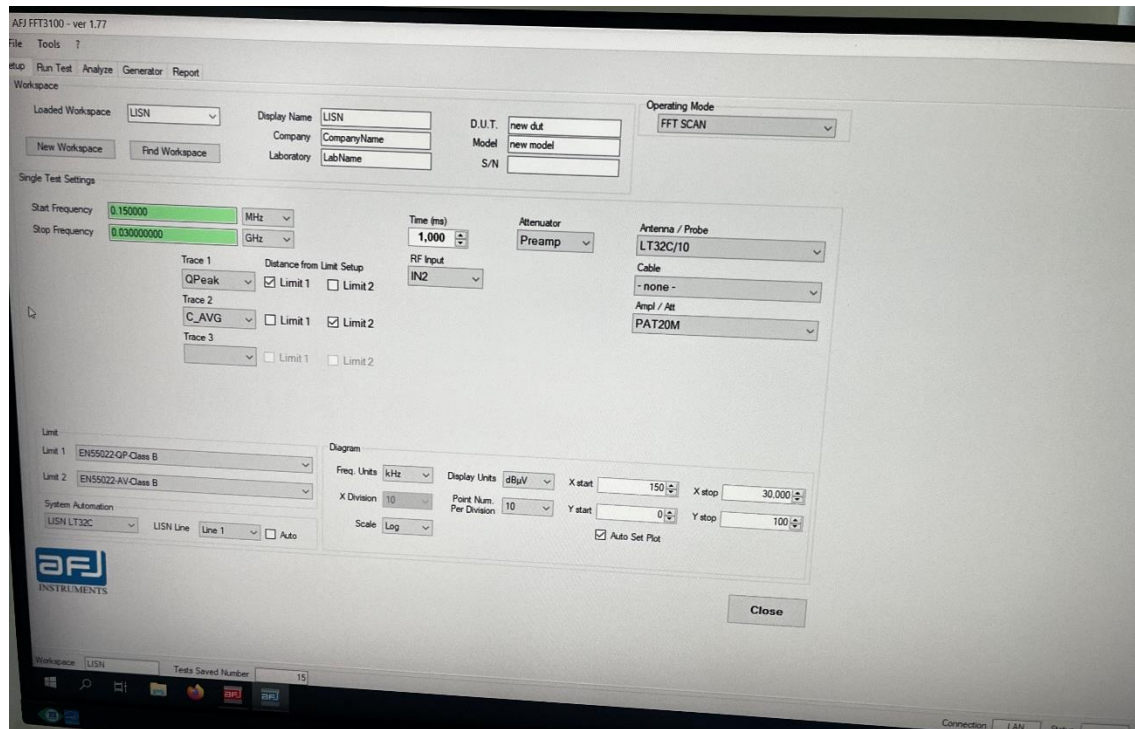 AFJ FFT3100 - ver 1.77
File Tools ?
etup Run Test Analyze Generator Report
Workspace
Loaded Workspace LISN
New Workspace Find Workspace
Display Name LISN
Company CompanyName
Laboratory LabName
D.U.T. new dut
Model new model
S/N
Operating Mode
FFT SCAN
Single Test Settings
Start Frequency 0.150000 MHz
Stop Frequency 0.030000000 GHz
Trace 1 Distance from Limit Setup
QPeak Limit 1 Limit 2
Trace 2
C_AVG Limit 1 Limit 2
Trace 3
Limit 1 Limit 2
Time (ms)
1,000
RF Input
IN2
Attenuator
Preamp
Antenna / Probe
LT32C/10
Cable
- none -
Ampl / Att
PAT20M
Limit
Limit 1 EN55022-QP-Class B
Limit 2 EN55022-AV-Class B
System Automation
LISN LT32C LISN Line Line 1 Auto
Diagram
Freq. Units kHz Display Units dBµV X start 150 X stop 30,000
X Division 10 Point Num. Per Division 10 Y start 0 Y stop 100
Scale Log Auto Set Plot
afj
INSTRUMENTS
Close
Workspace LISN Tests Saved Number 15
Connection LAN